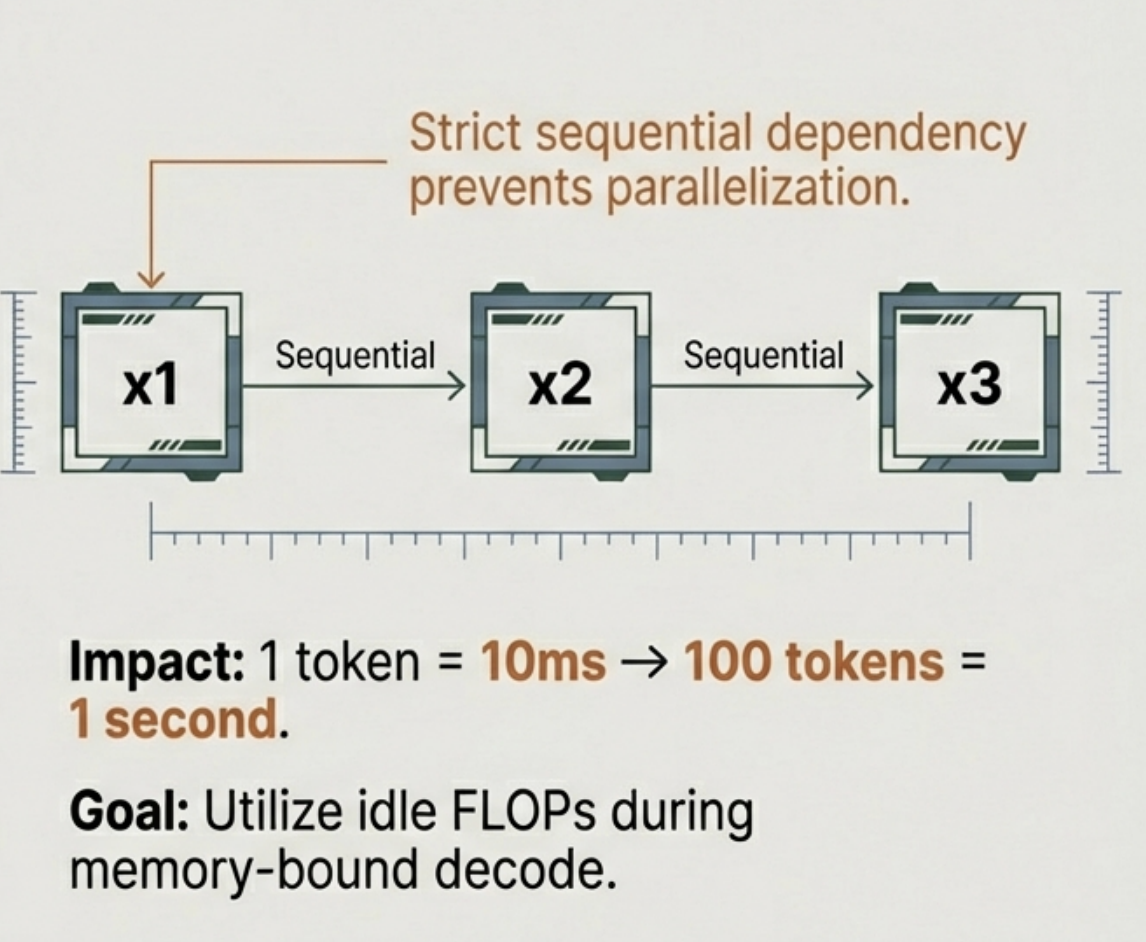 Strict sequential dependency
prevents parallelization.
x1
Sequential
x2
Sequential
x3
Impact: 1 token = 10ms → 100 tokens =
1 second.
Goal: Utilize idle FLOPs during
memory-bound decode.